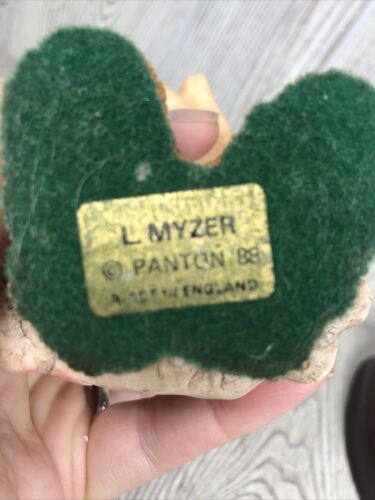 L. MYZER
© PANTON 88
MADE IN ENGLAND